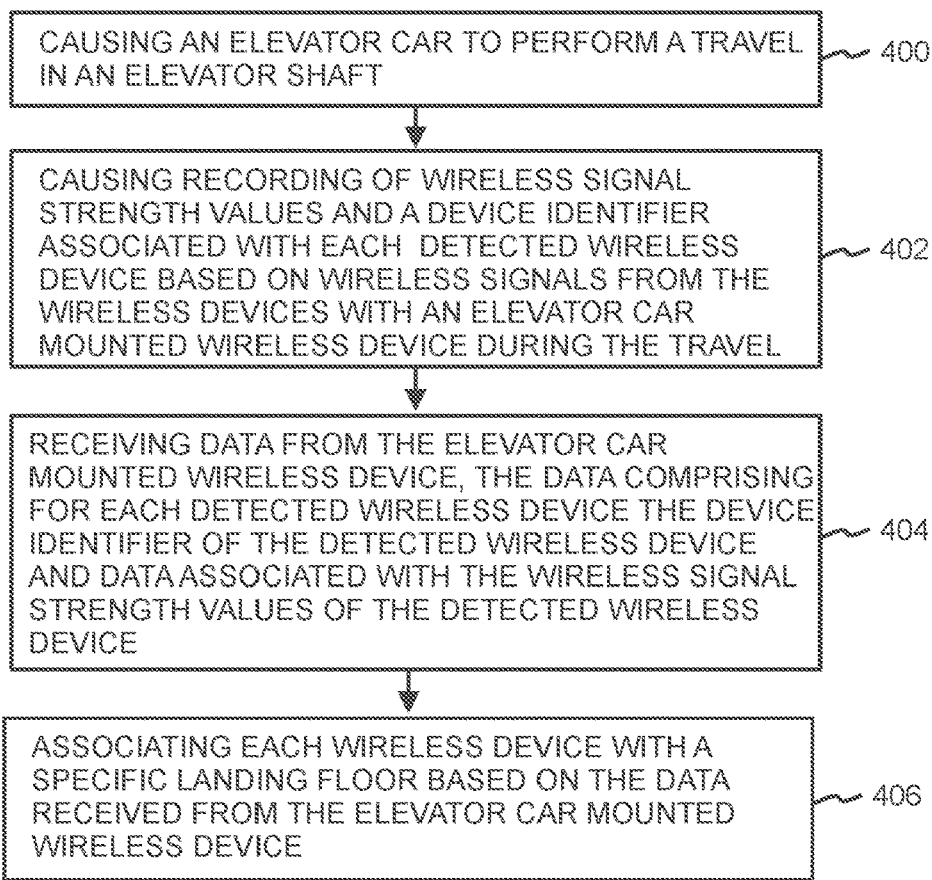 CAUSING AN ELEVATOR CAR TO PERFORM A TRAVEL
IN AN ELEVATOR SHAFT
400
CAUSING RECORDING OF WIRELESS SIGNAL
STRENGTH VALUES AND A DEVICE IDENTIFIER
ASSOCIATED WITH EACH DETECTED WIRELESS
DEVICE BASED ON WIRELESS SIGNALS FROM THE
WIRELESS DEVICES WITH AN ELEVATOR CAR
MOUNTED WIRELESS DEVICE DURING THE TRAVEL
402
RECEIVING DATA FROM THE ELEVATOR CAR
MOUNTED WIRELESS DEVICE, THE DATA COMPRISING
FOR EACH DETECTED WIRELESS DEVICE THE DEVICE
IDENTIFIER OF THE DETECTED WIRELESS DEVICE
AND DATA ASSOCIATED WITH THE WIRELESS SIGNAL
STRENGTH VALUES OF THE DETECTED WIRELESS
DEVICE
404
ASSOCIATING EACH WIRELESS DEVICE WITH A
SPECIFIC LANDING FLOOR BASED ON THE DATA
RECEIVED FROM THE ELEVATOR CAR MOUNTED
WIRELESS DEVICE
406